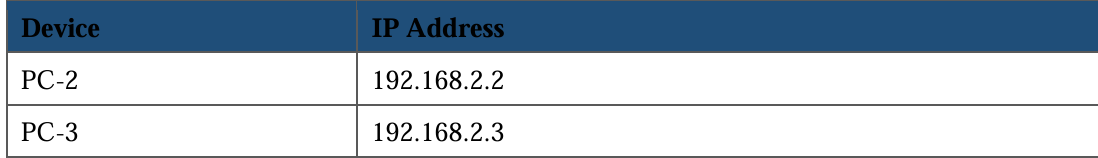 Device IP Address
PC-2 192.168.2.2
PC-3 192.168.2.3